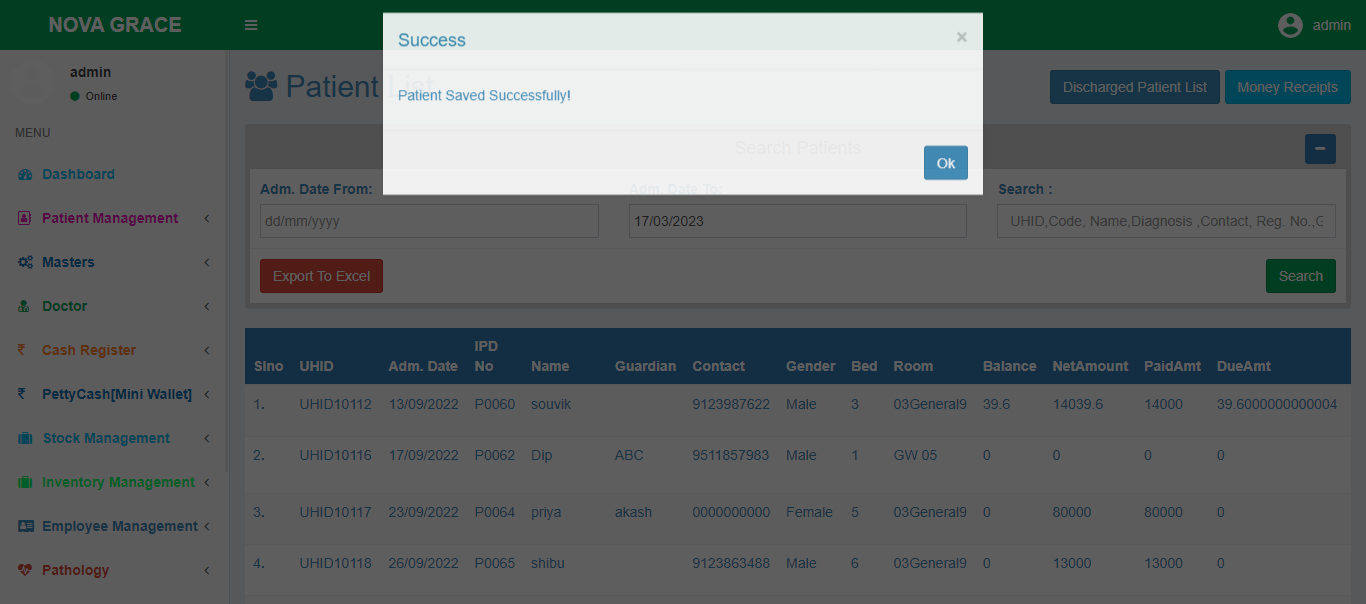 NOVA GRACE
admin
Success
×
admin
Online
Patient List
Patient Saved Successfully!
Discharged Patient List
Money Receipts
MENU
Search Patients
Ok
Dashboard
Adm. Date From:
Adm. Date To:
Search :
Patient Management
dd/mm/yyyy
17/03/2023
UHID,Code, Name,Diagnosis ,Contact, Reg. No.,G
Masters
Export To Excel
Search
Doctor
Cash Register
PettyCash[Mini Wallet]
Stock Management
Inventory Management
Employee Management
Pathology
Slno UHID Adm. Date IPD No Name Guardian Contact Gender Bed Room Balance NetAmount PaidAmt DueAmt
1. UHID10112 13/09/2022 P0060 souvik 9123987622 Male 3 03General9 39.6 14039.6 14000 39.6000000000004
2. UHID10116 17/09/2022 P0062 Dip ABC 9511857983 Male 1 GW 05 0 0 0 0
3. UHID10117 23/09/2022 P0064 priya akash 0000000000 Female 5 03General9 0 80000 80000 0
4. UHID10118 26/09/2022 P0065 shibu 9123863488 Male 6 03General9 0 13000 13000 0